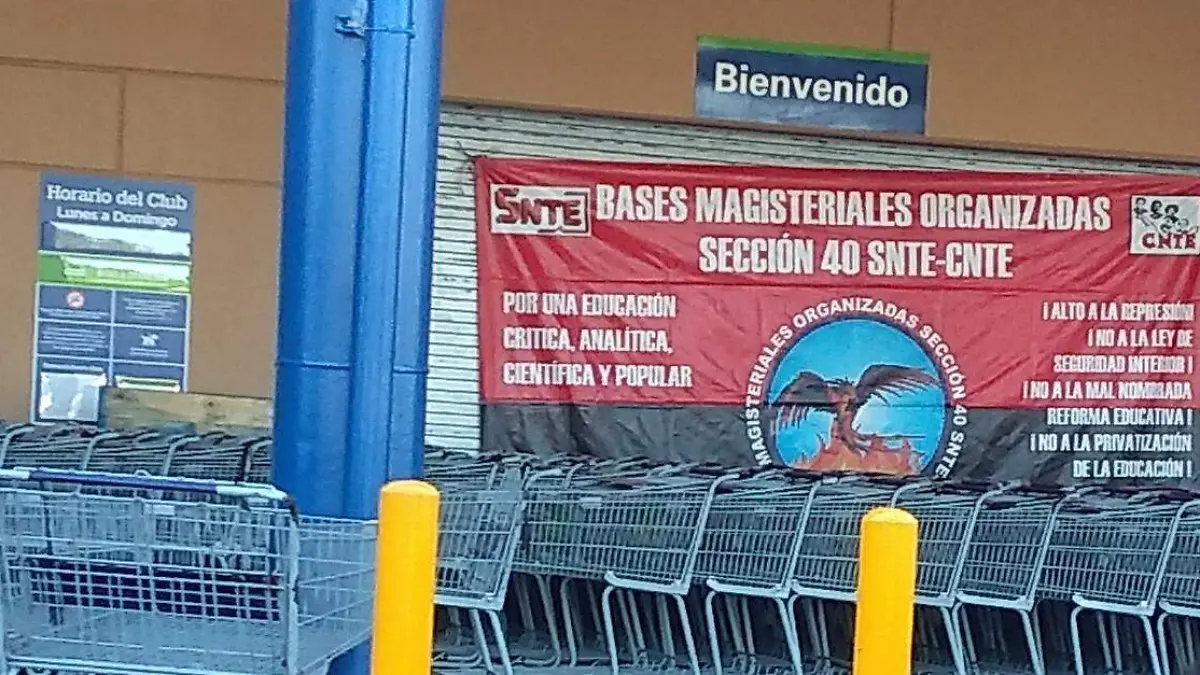 Bienvenido
Horario del Club
Lunes a Domingo
SNTE BASES MAGISTERIALES ORGANIZADAS
SECCIÓN 40 SNTE-CNTE
CNTE
POR UNA EDUCACIÓN
CRITICA, ANALÍTICA,
CIENTÍFICA Y POPULAR
MAGISTERIALES ORGANIZADAS SECCIÓN 40 SNTE
¡ ALTO A LA REPRESIÓN!
¡ NO A LA LEY DE
SEGURIDAD INTERIOR !
¡ NO A LA MAL NOMBRADA
REFORMA EDUCATIVA !
¡ NO A LA PRIVATIZACIÓN
DE LA EDUCACIÓN !